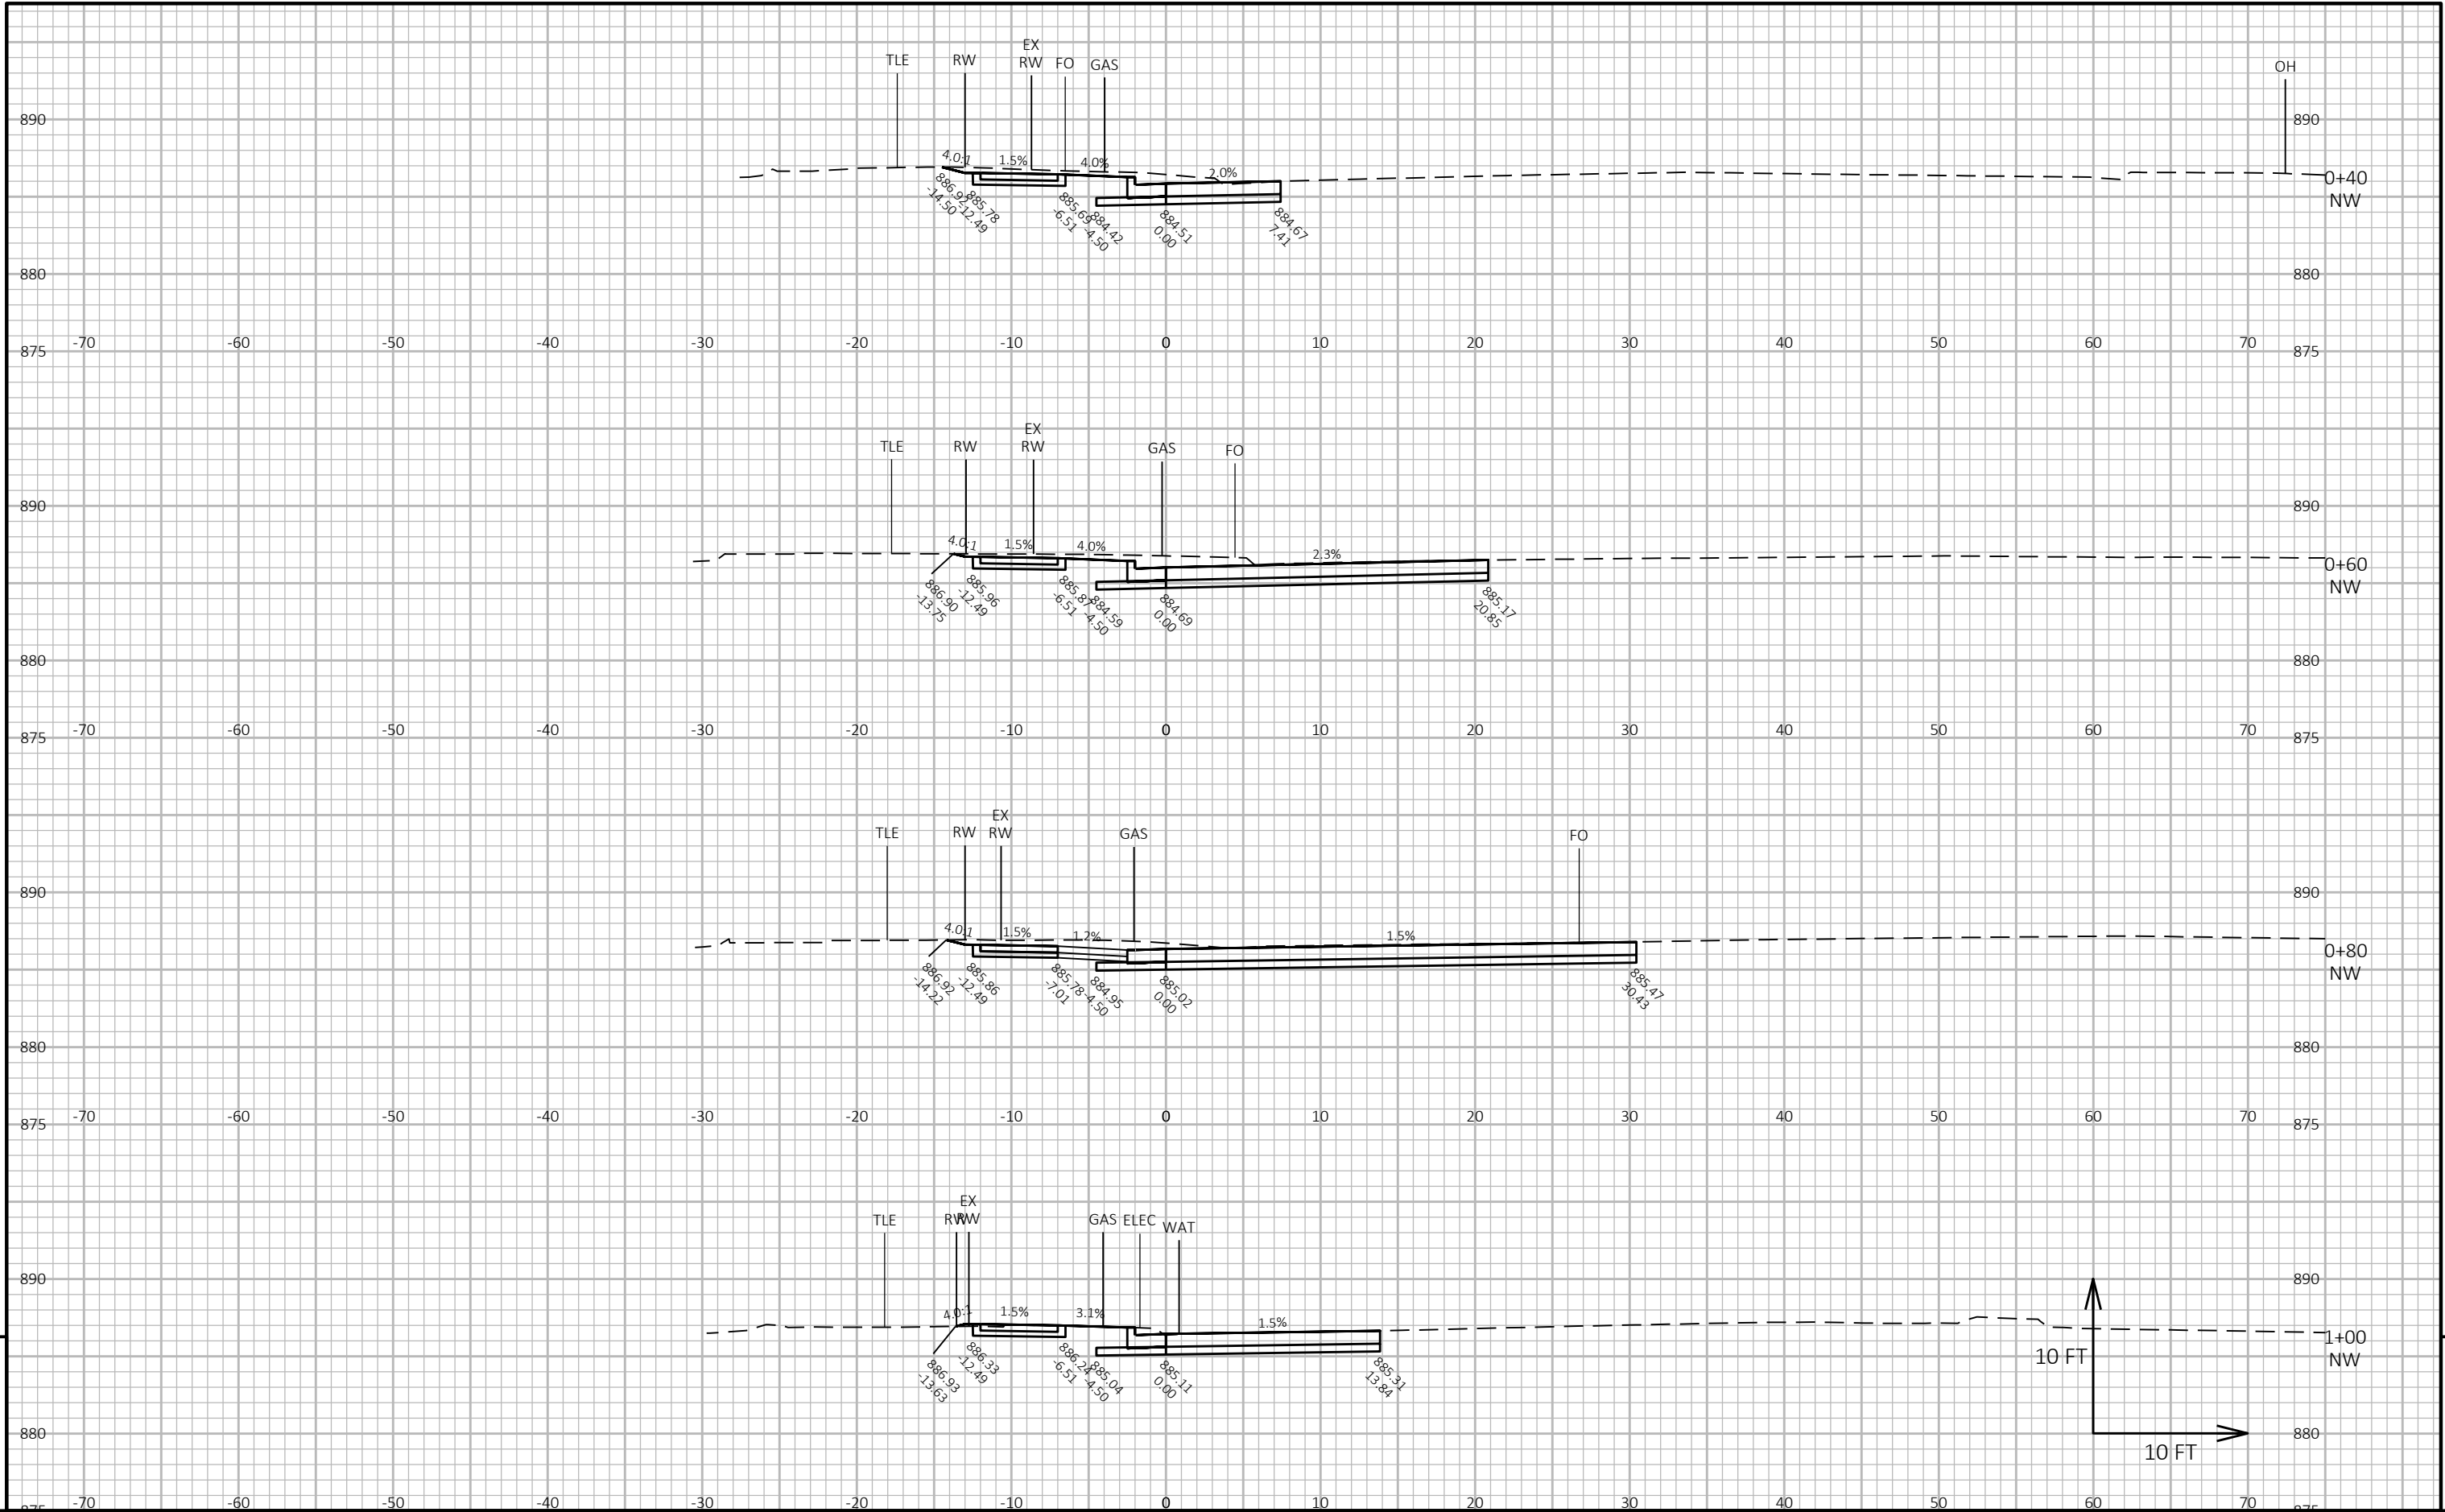 EX
TLE RW RW FO GAS OH
890 890
4.0:1 1.5% 4.0% 2.0%
0+40
NW
886.92 885.78 885.69 884.42 884.51 884.67
-14.50 -12.49 -6.51 -4.50 0.00 7.41
880 880
-70 -60 -50 -40 -30 -20 -10 0 10 20 30 40 50 60 70
875 875
EX
TLE RW RW GAS FO
890 890
4.0:1 1.5% 4.0% 2.3%
0+60
NW
886.90 885.96 885.87 884.59 884.69 885.17
-13.75 -12.49 -6.51 -4.50 0.00 20.85
880 880
-70 -60 -50 -40 -30 -20 -10 0 10 20 30 40 50 60 70
875 875
EX
TLE RW RW GAS FO
890 890
4.0:1 1.5% 1.2% 1.5%
0+80
NW
886.92 885.86 885.78 884.95 885.02 885.47
-14.22 -12.49 -7.01 -4.50 0.00 30.43
880 880
-70 -60 -50 -40 -30 -20 -10 0 10 20 30 40 50 60 70
875 875
EX
TLE RW RW GAS ELEC WAT
890 890
4.0:1 1.5% 3.1% 1.5%
1+00
NW
10 FT
886.93 886.33 886.24 885.04 885.11 885.31
-13.63 -12.49 -6.51 -4.50 0.00 13.84
880 880
10 FT
-70 -60 -50 -40 -30 -20 -10 0 10 20 30 40 50 60 70
875 875